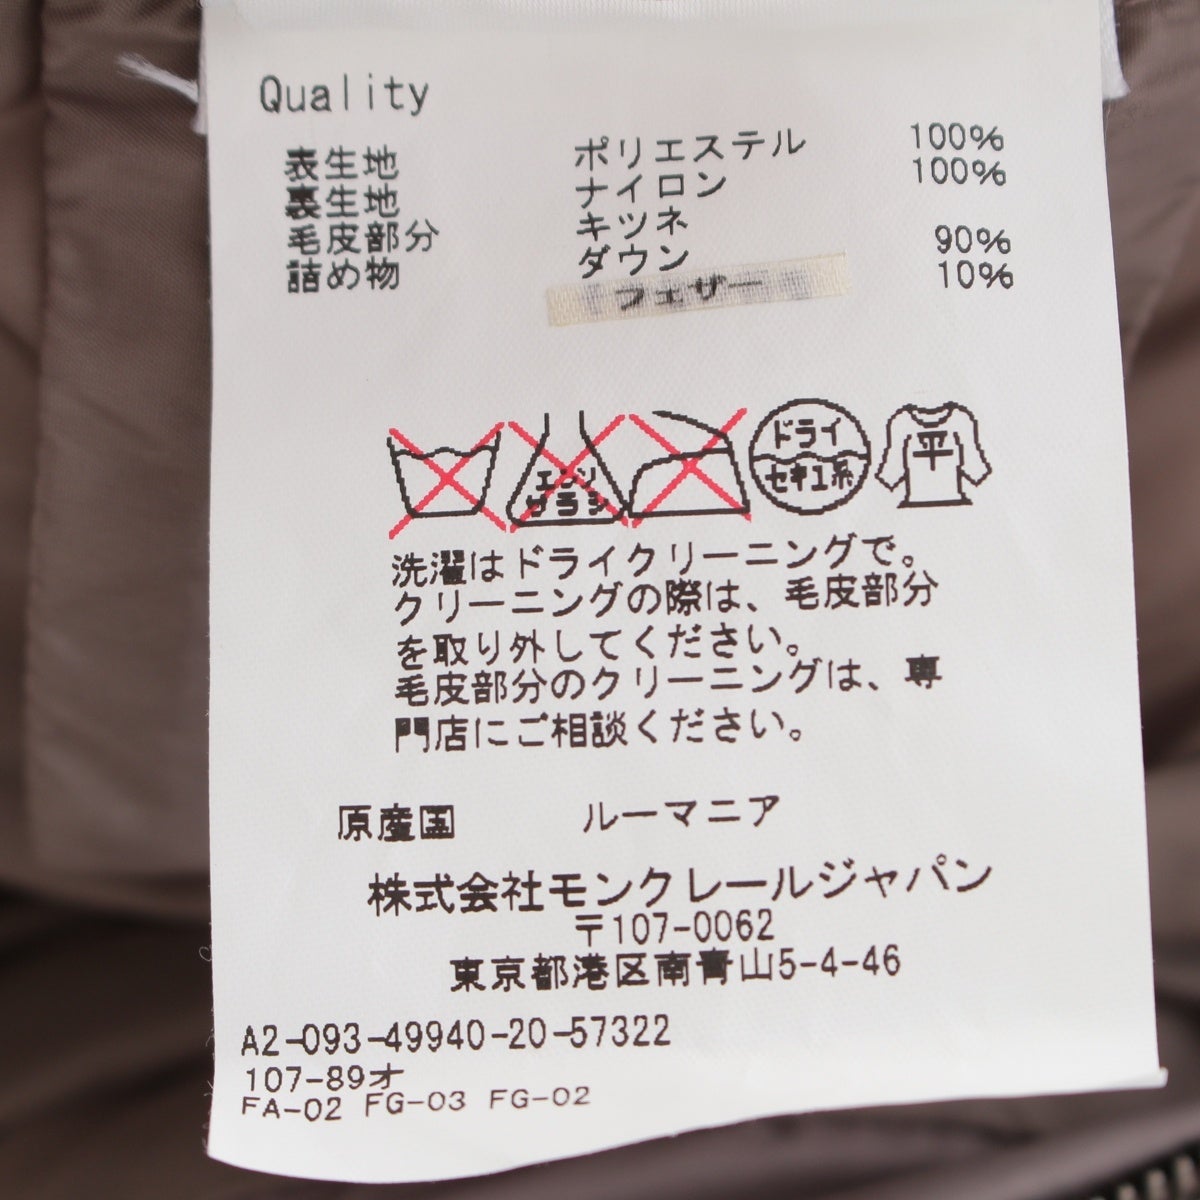 Quality
表生地 ポリエステル 100%
裏生地 ナイロン 100%
毛皮部分 キツネ
詰め物 ダウン 90%
フェザー 10%
エンソ
サラシ
ドライ
セキユ系
平
洗濯はドライクリーニングで。
クリーニングの際は、毛皮部分
を取り外してください。
毛皮部分のクリーニングは、専
門店にご相談ください。
原産国 ルーマニア
株式会社モンクレールジャパン
〒107-0062
東京都港区南青山5-4-46
A2-093-49940-20-57322
107-89オ
FA-02 FG-03 FG-02